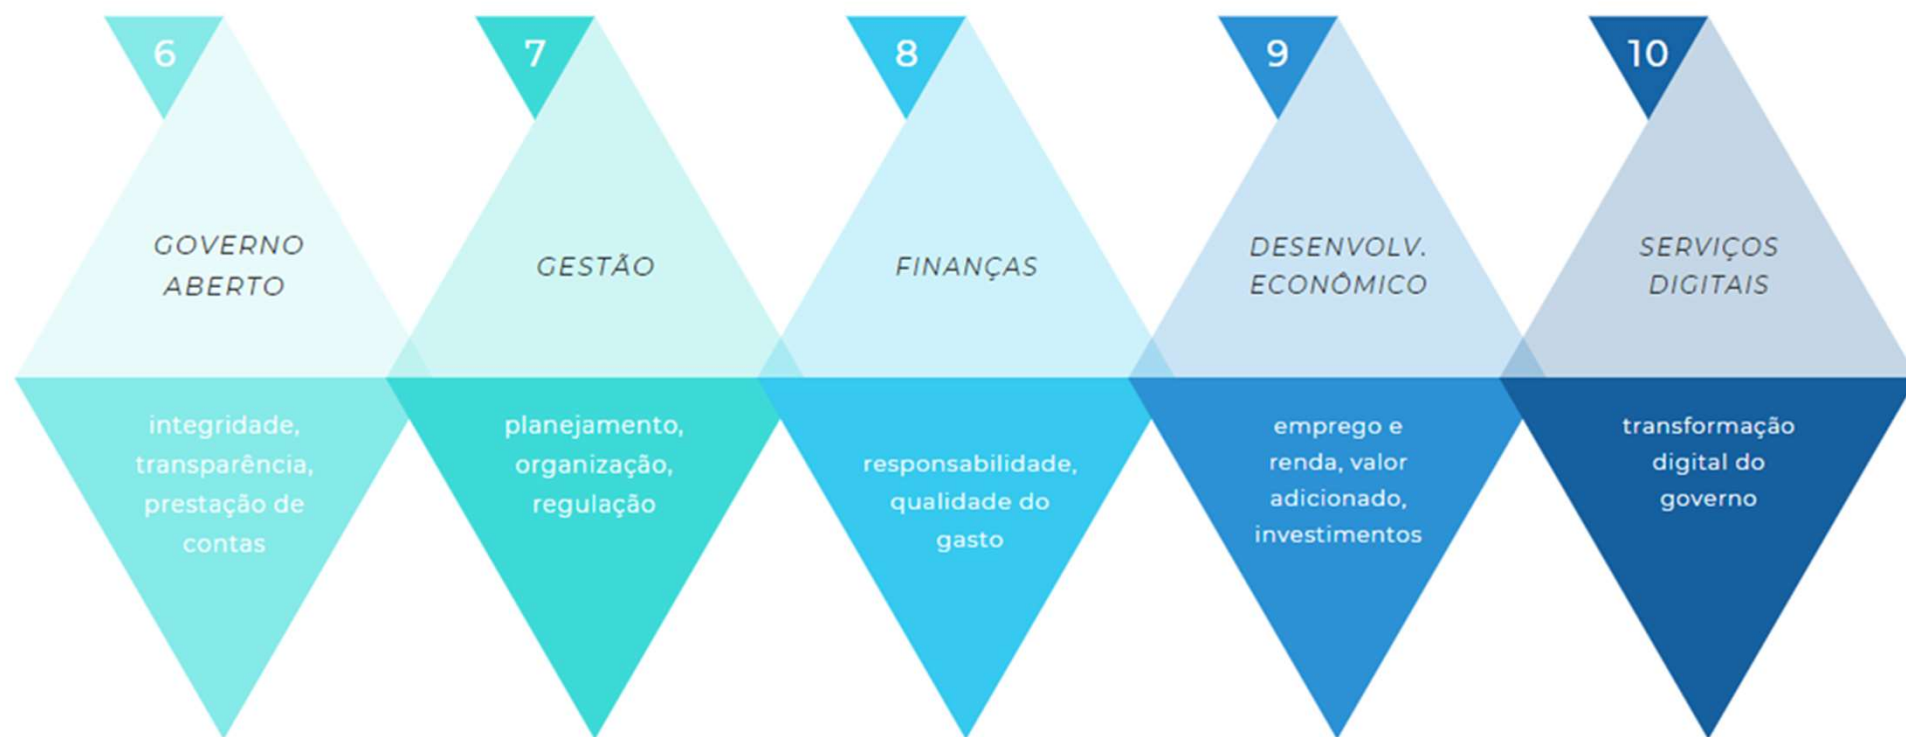 6
GOVERNO
ABERTO
integridade,
transparência,
prestação de
contas
7
GESTÃO
planejamento,
organização,
regulação
8
FINANÇAS
responsabilidade,
qualidade do
gasto
9
DESENVOLV.
ECONÔMICO
emprego e
renda, valor
adicionado,
investimentos
10
SERVIÇOS
DIGITAIS
transformação
digital do
governo